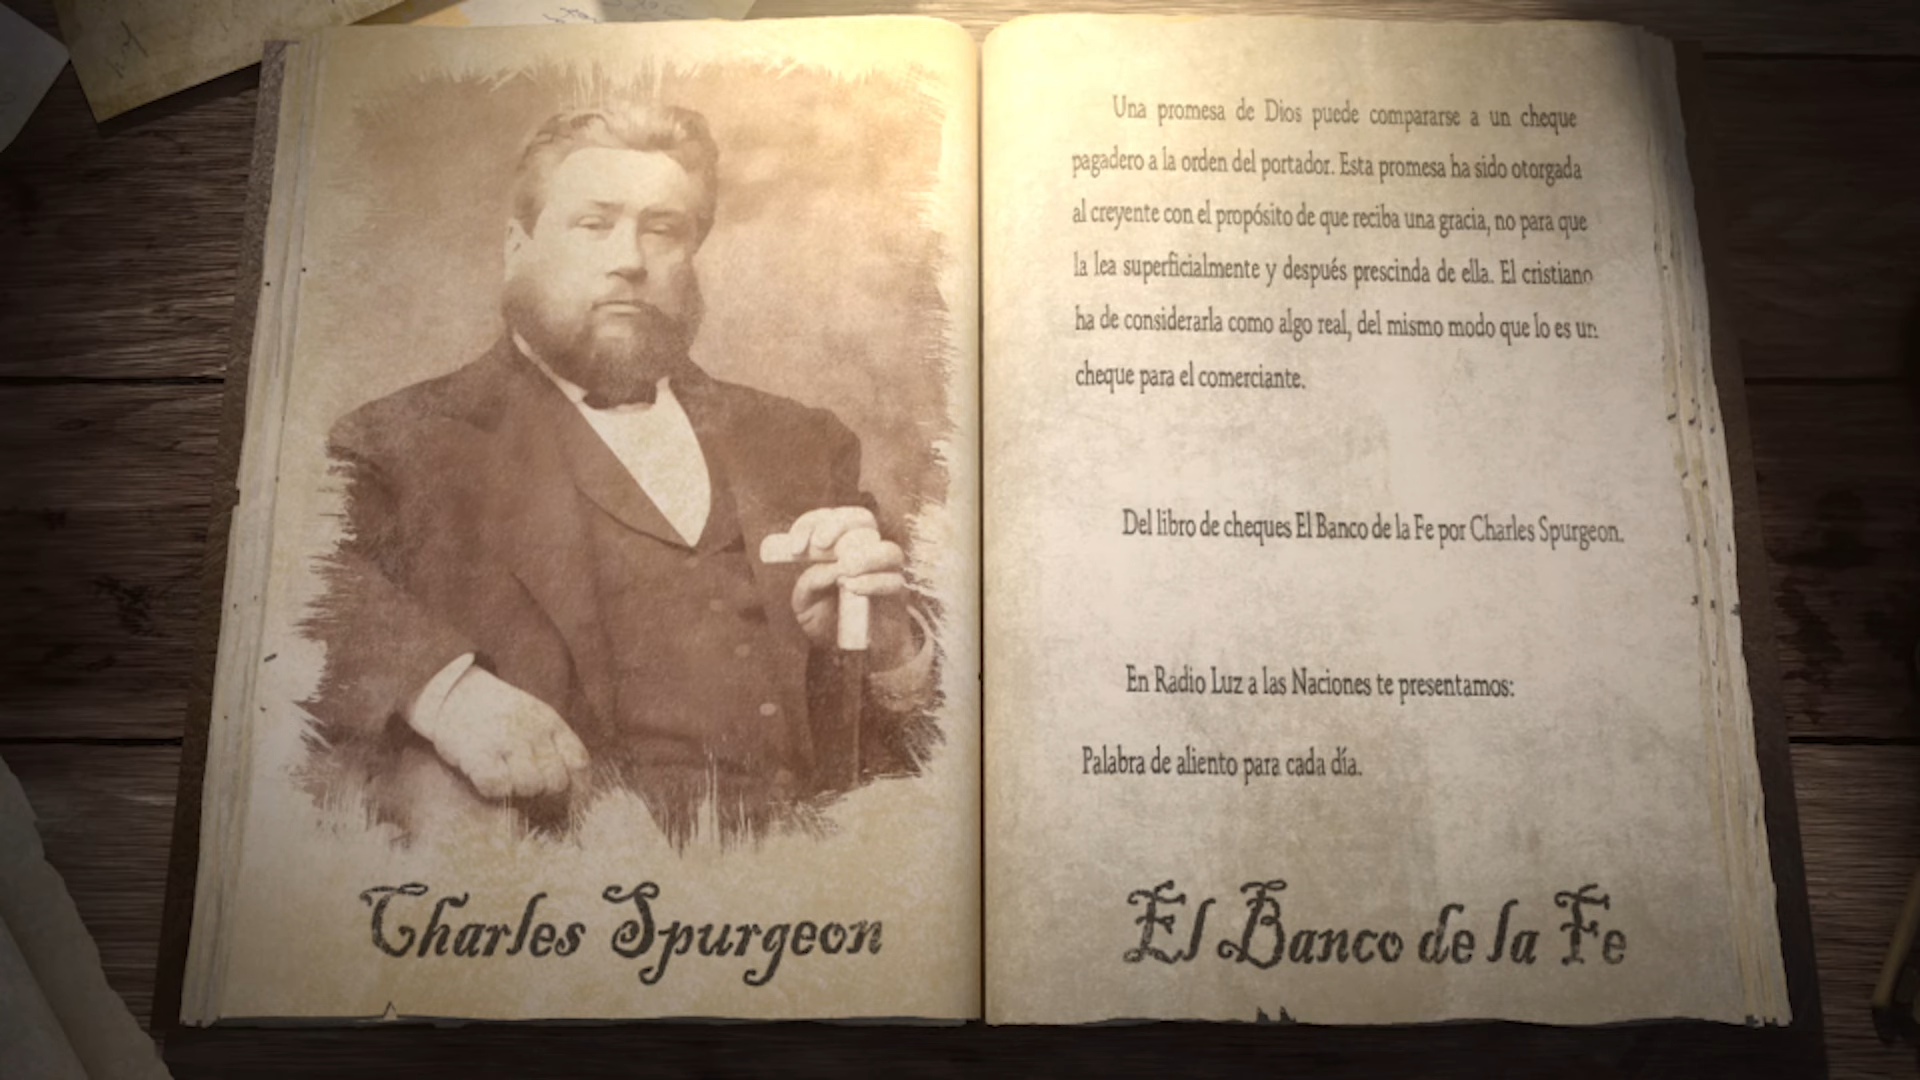 Charles Spurgeon
Una promesa de Dios puede compararse a un cheque
pagadero a la orden del portador. Esta promesa ha sido otorgada
al creyente con el propósito de que reciba una gracia, no para que
la lea superficialmente y después prescinda de ella. El cristiano
ha de considerarla como algo real, del mismo modo que lo es un
cheque para el comerciante.
Del libro de cheques El Banco de la Fe por Charles Spurgeon.
En Radio Luz a las Naciones te presentamos:
Palabra de aliento para cada día.
El Banco de la Fe